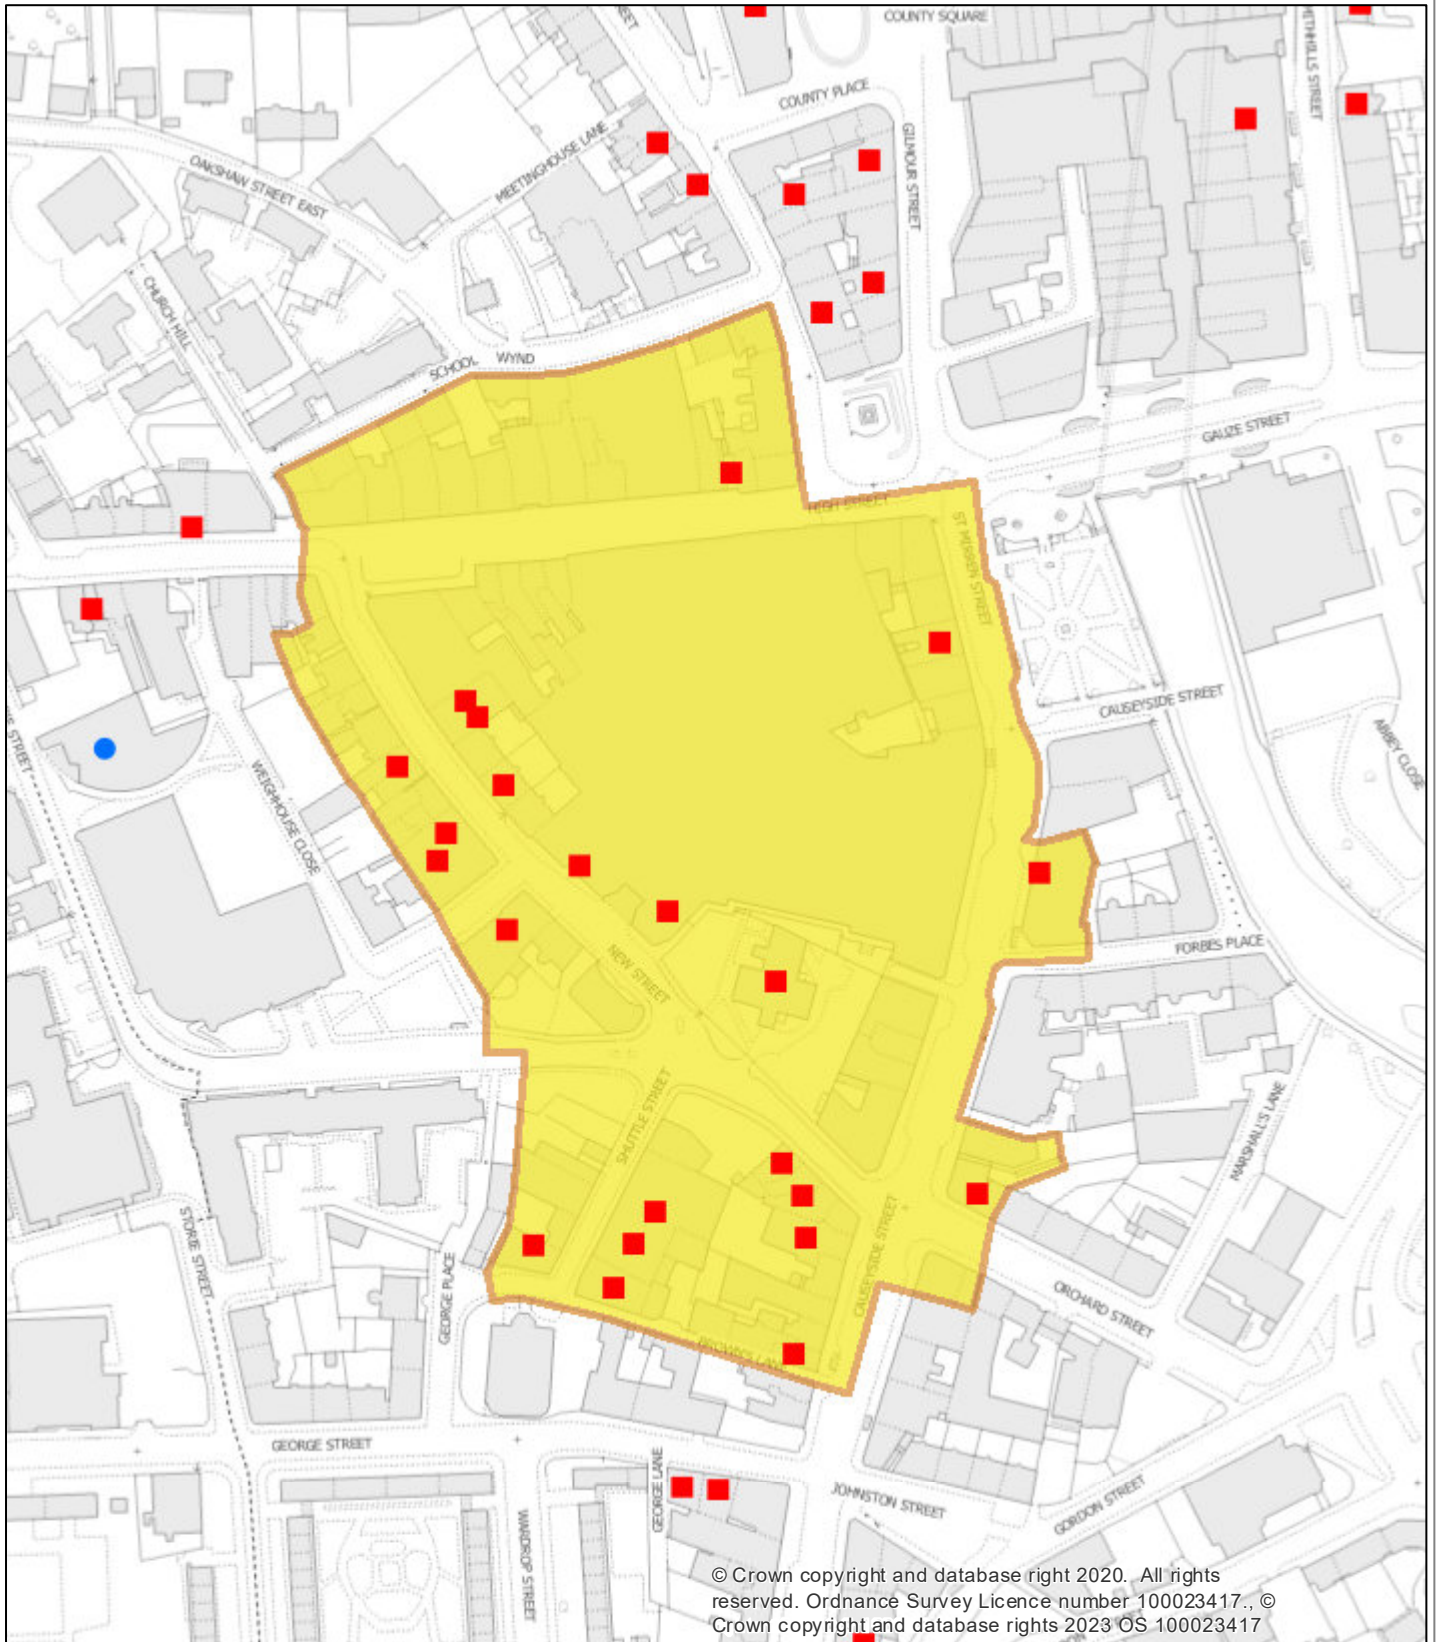 COUNTY SQUARE
COUNTY PLACE
GILMOUR STREET
MEETINGHOUSE LANE
OAKSHAW STREET EAST
CHURCH HILL
SCHOOL WYND
GAUZE STREET
HIGH STREET
ST MIRREN STREET
CAUSEYSIDE STREET
ABBEY CLOSE
WEIGHHOUSE CLOSE
FORBES PLACE
NEW STREET
SHUTTLE STREET
MARSHALL'S LANE
STORIE STREET
GEORGE PLACE
CAUSEYSIDE STREET
ORCHARD STREET
BROWN'S LANE
GEORGE STREET
GEORGE LANE
JOHNSTON STREET
GORDON STREET
WARDROP STREET
© Crown copyright and database right 2020. All rights
reserved. Ordnance Survey Licence number 100023417., ©
Crown copyright and database rights 2023 OS 100023417